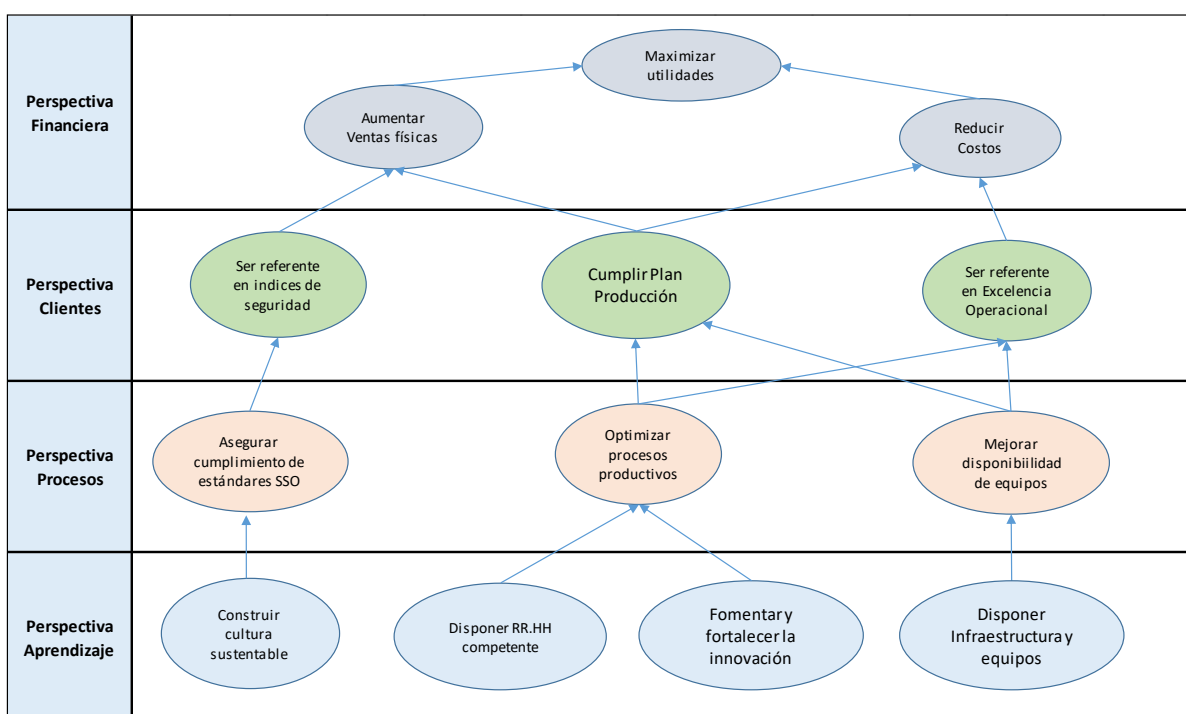 Perspectiva
Financiera
Maximizar
utilidades
Aumentar
Ventas físicas
Reducir
Costos
Perspectiva
Clientes
Ser referente
en indices de
seguridad
Cumplir Plan
Producción
Ser referente
en Excelencia
Operacional
Perspectiva
Procesos
Asegurar
cumplimiento de
estándares SSO
Optimizar
procesos
productivos
Mejorar
disponibiilidad
de equipos
Perspectiva
Aprendizaje
Construir
cultura
sustentable
Disponer RR.HH
competente
Fomentar y
fortalecer la
innovación
Disponer
Infraestructura y
equipos